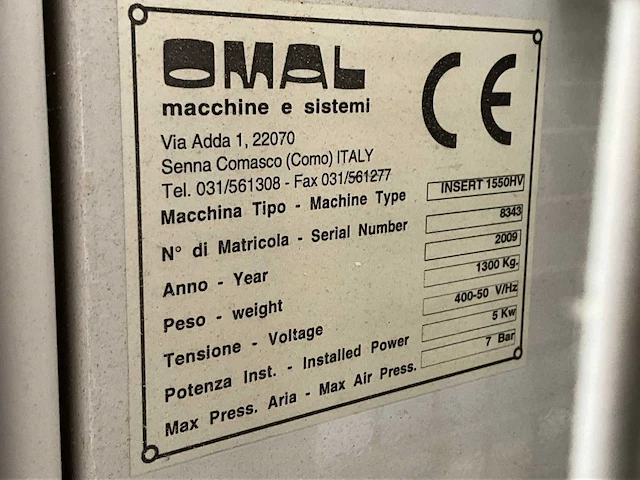 OMAL
macchine e sistemi
CE
Via Adda 1, 22070
Senna Comasco (Como) ITALY
Tel. 031/561308 - Fax 031/561277
Macchina Tipo - Machine Type INSERT 1550HV
N° di Matricola - Serial Number 8343
Anno - Year 2009
Peso - weight 1300 Kg.
Tensione - Voltage 400-50 V/Hz
Potenza Inst. - Installed Power 5 Kw
Max Press. Aria - Max Air Press. 7 Bar